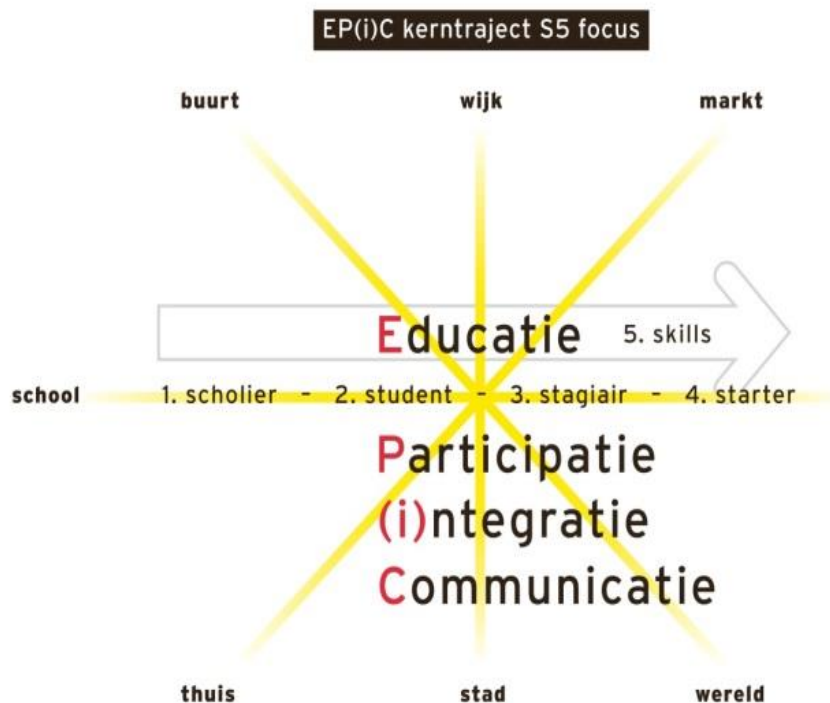 EP(i)C kerntraject S5 focus
buurt wijk markt
Educatie 5. skills
school 1. scholier - 2. student - 3. stagiair - 4. starter
Participatie
(i)ntegratie
Communicatie
thuis stad wereld